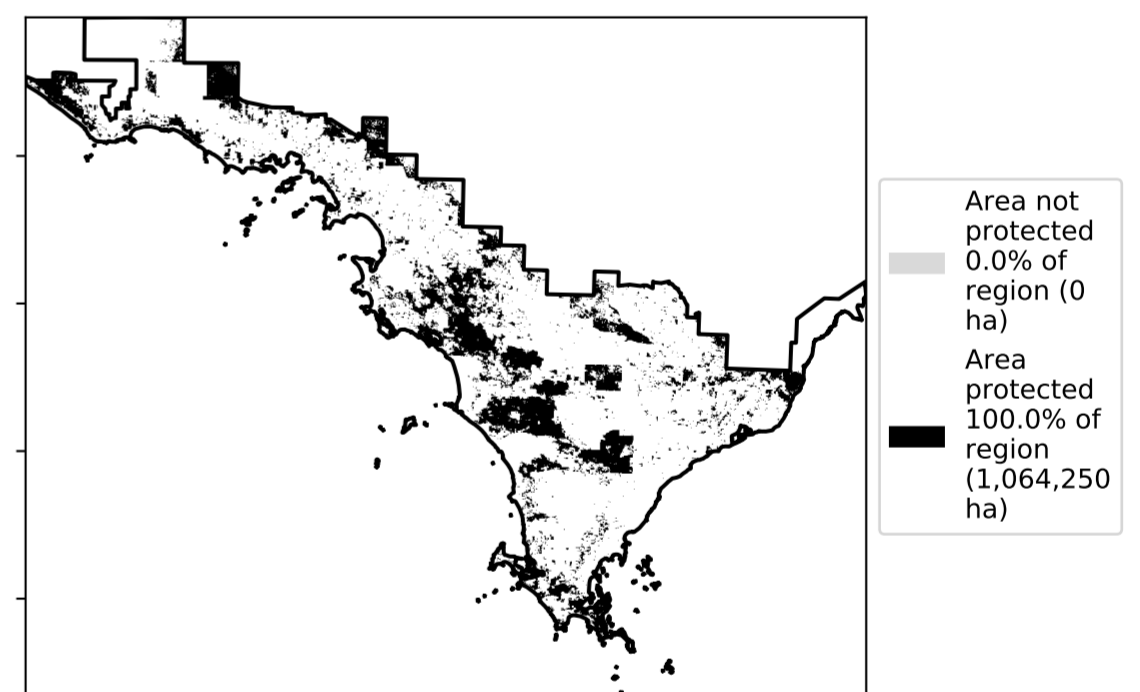 Area not
protected
0.0% of
region (0
ha)
Area
protected
100.0% of
region
(1,064,250
ha)